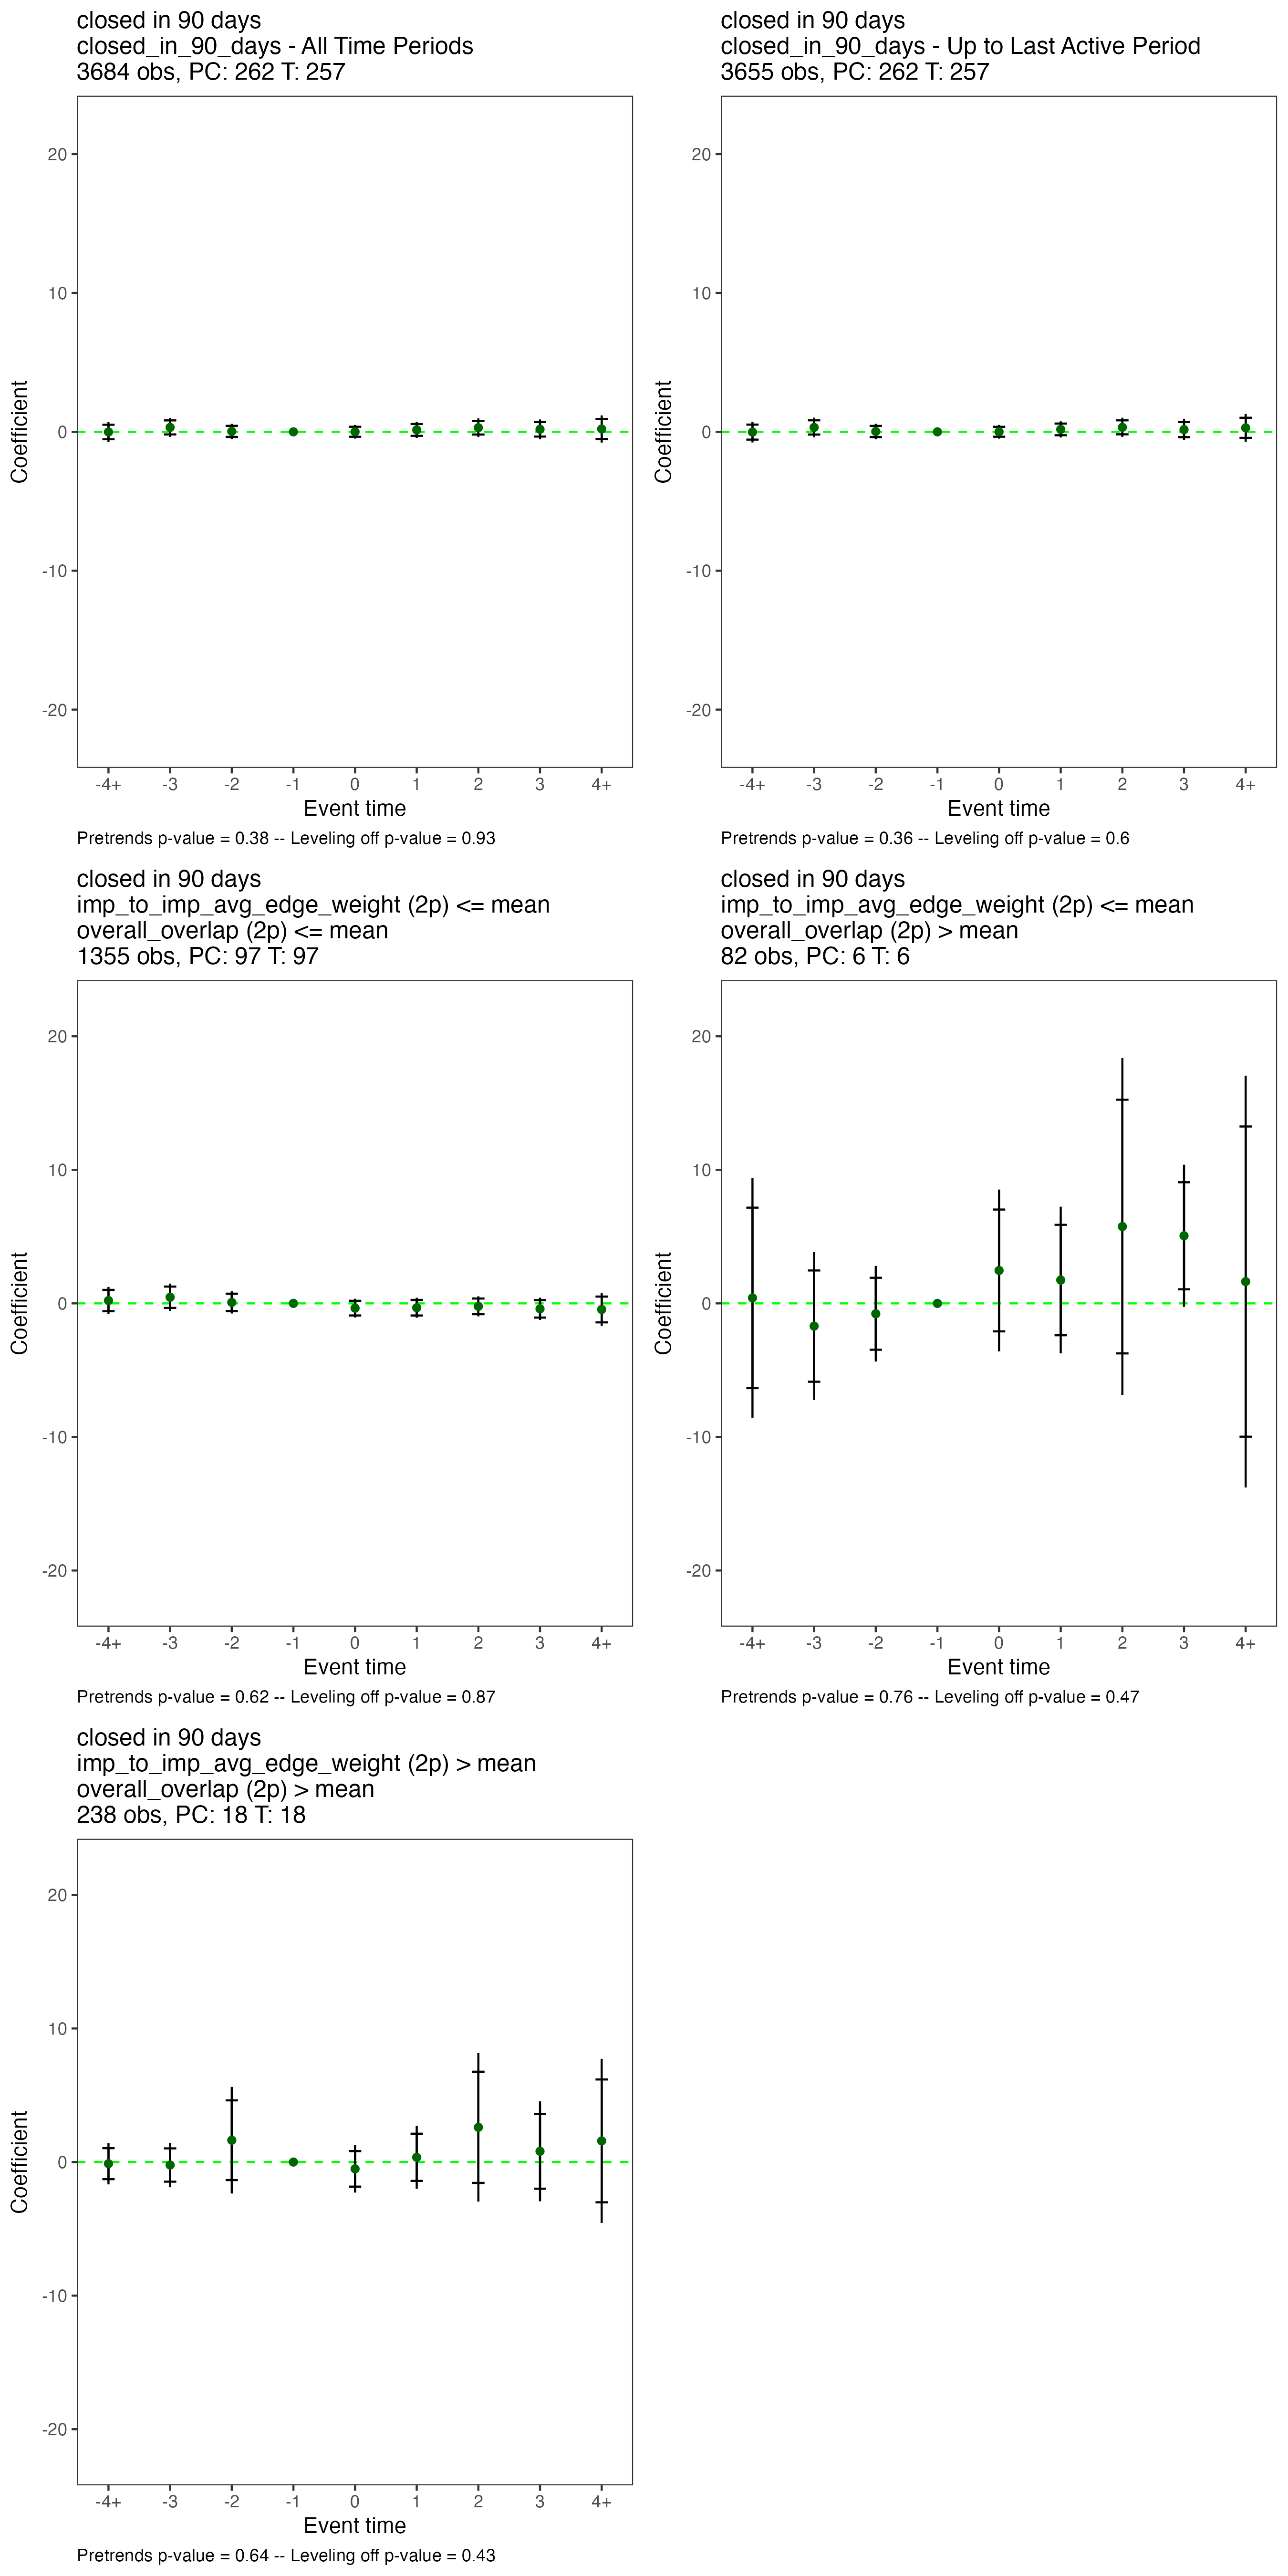 closed in 90 days
closed_in_90_days - All Time Periods
3684 obs, PC: 262 T: 257
20
10
0
-10
-20
Coefficient
-4+ -3 -2 -1 0 1 2 3 4+
Event time
Pretrends p-value = 0.38 -- Leveling off p-value = 0.93
closed in 90 days
closed_in_90_days - Up to Last Active Period
3655 obs, PC: 262 T: 257
20
10
0
-10
-20
Coefficient
-4+ -3 -2 -1 0 1 2 3 4+
Event time
Pretrends p-value = 0.36 -- Leveling off p-value = 0.6
closed in 90 days
imp_to_imp_avg_edge_weight (2p) <= mean
overall_overlap (2p) <= mean
1355 obs, PC: 97 T: 97
20
10
0
-10
-20
Coefficient
-4+ -3 -2 -1 0 1 2 3 4+
Event time
Pretrends p-value = 0.62 -- Leveling off p-value = 0.87
closed in 90 days
imp_to_imp_avg_edge_weight (2p) <= mean
overall_overlap (2p) > mean
82 obs, PC: 6 T: 6
20
10
0
-10
-20
Coefficient
-4+ -3 -2 -1 0 1 2 3 4+
Event time
Pretrends p-value = 0.76 -- Leveling off p-value = 0.47
closed in 90 days
imp_to_imp_avg_edge_weight (2p) > mean
overall_overlap (2p) > mean
238 obs, PC: 18 T: 18
20
10
0
-10
-20
Coefficient
-4+ -3 -2 -1 0 1 2 3 4+
Event time
Pretrends p-value = 0.64 -- Leveling off p-value = 0.43